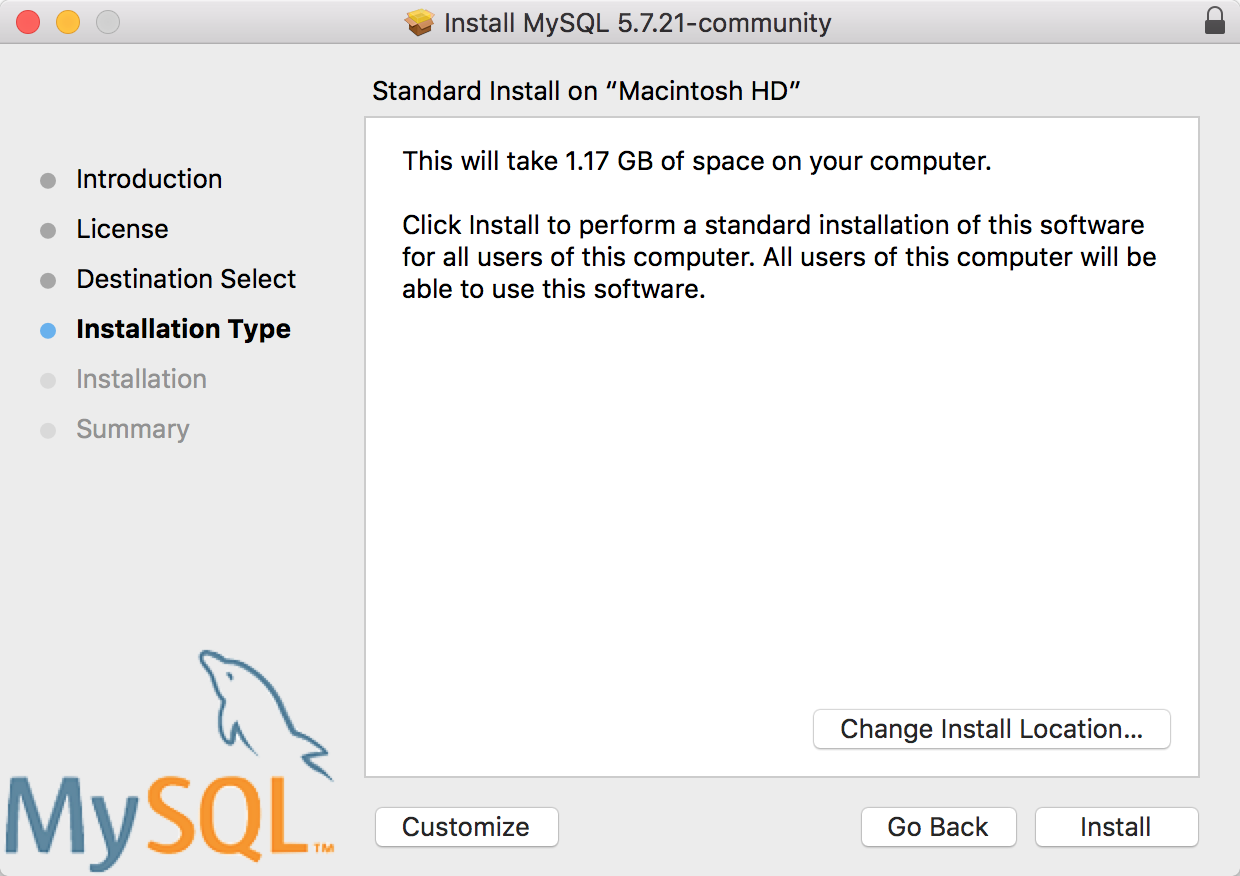 Install MySQL 5.7.21-community
Standard Install on “Macintosh HD”
Introduction
License
Destination Select
Installation Type
Installation
Summary
This will take 1.17 GB of space on your computer.
Click Install to perform a standard installation of this software
for all users of this computer. All users of this computer will be
able to use this software.
Change Install Location...
MySQL™
Customize
Go Back
Install